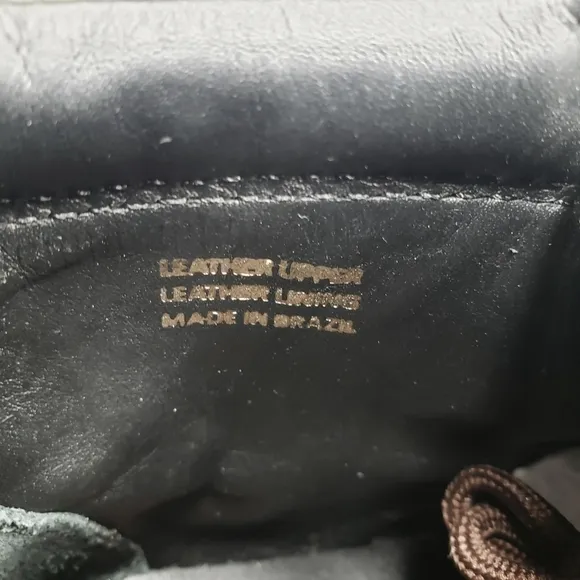 LEATHER UPPER
LEATHER LINING
MADE IN BRAZIL